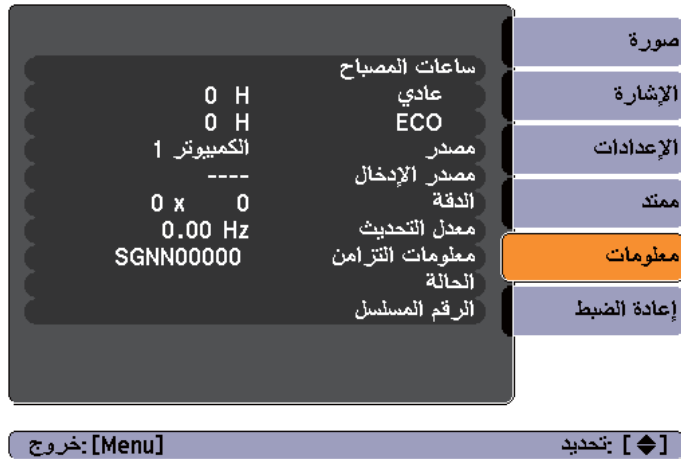 صورة
الإشارة
الإعدادات
ممتد
معلومات
إعادة الضبط
ساعات المصباح
عادي 0 H
ECO 0 H
مصدر الكمبيوتر 1
مصدر الإدخال ----
الدقة 0 x 0
معدل التحديث 0.00 Hz
معلومات التزامن SGNN00000
الحالة
الرقم المسلسل
[◆] :تحديد [Menu] :خروج